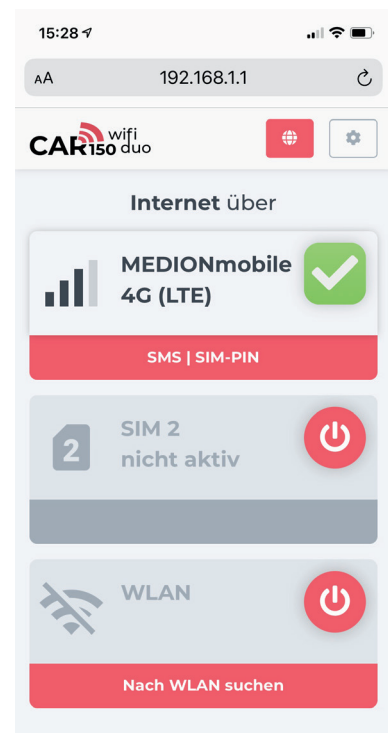 15:28
AA 192.168.1.1
CAR150 wifi duo
Internet über
MEDIONmobile
4G (LTE)
SMS | SIM-PIN
2
SIM 2
nicht aktiv
WLAN
Nach WLAN suchen